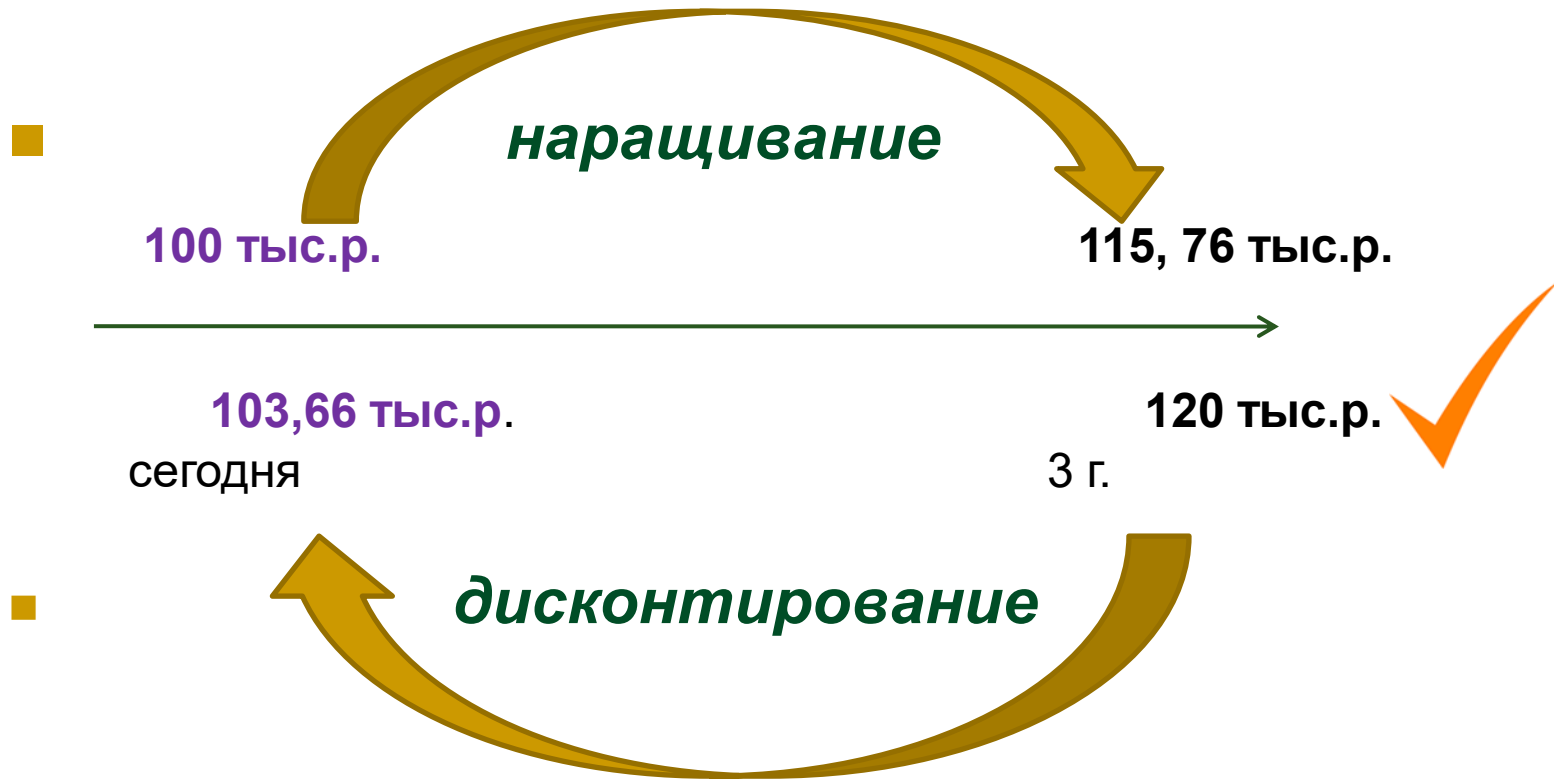 наращивание
100 тыс.р. 115, 76 тыс.р.
103,66 тыс.р. 120 тыс.р.
сегодня 3 г.
дисконтирование